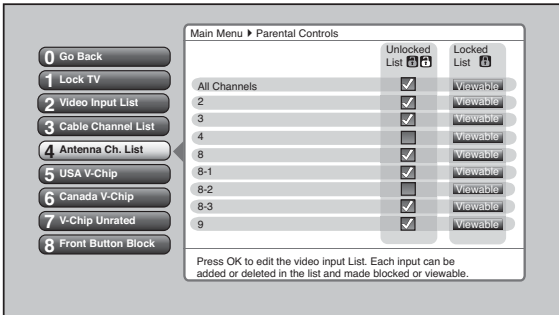 Main Menu ▶ Parental Controls
0 Go Back
1 Lock TV
2 Video Input List
3 Cable Channel List
4 Antenna Ch. List
5 USA V-Chip
6 Canada V-Chip
7 V-Chip Unrated
8 Front Button Block
Unlocked List
Locked List
All Channels Viewable
2 Viewable
3 Viewable
4 Viewable
8 Viewable
8-1 Viewable
8-2 Viewable
8-3 Viewable
9 Viewable
Press OK to edit the video input List. Each input can be
added or deleted in the list and made blocked or viewable.